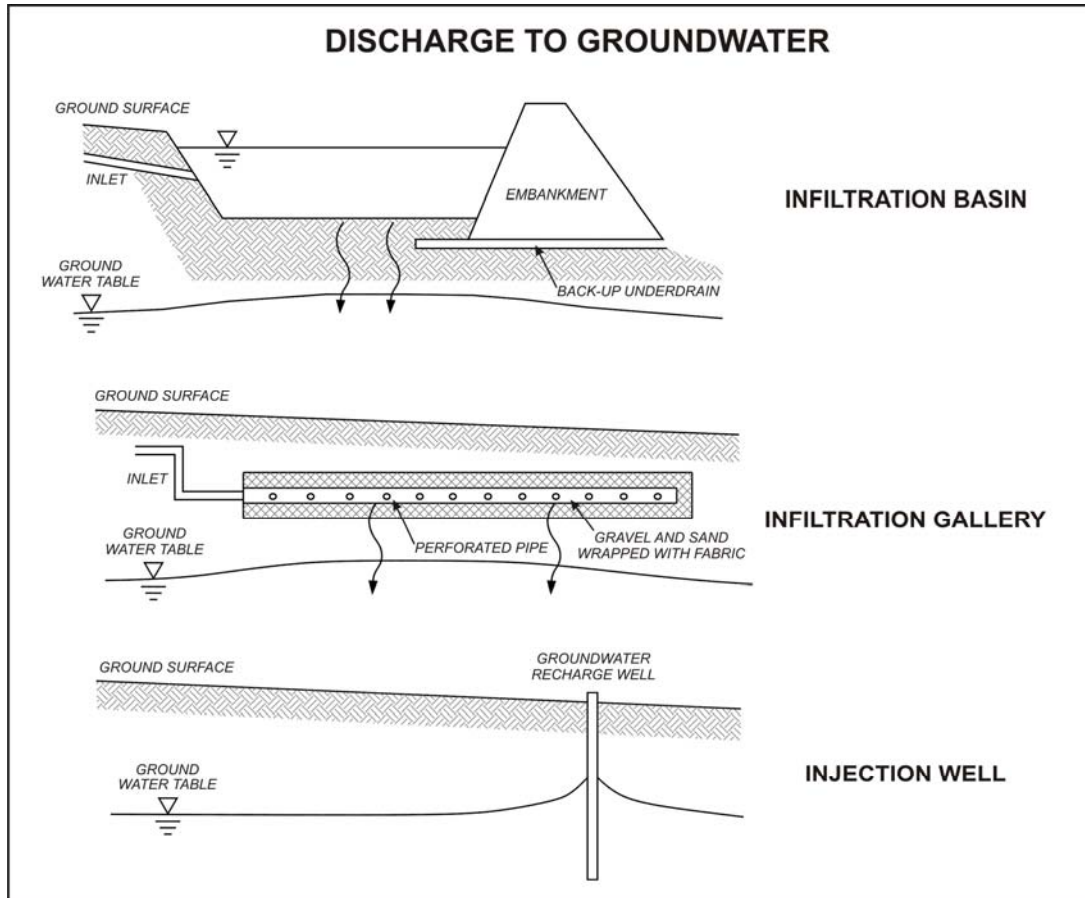 DISCHARGE TO GROUNDWATER
GROUND SURFACE
INLET
EMBANKMENT
INFILTRATION BASIN
GROUND
WATER TABLE
BACK-UP UNDERDRAIN
GROUND SURFACE
INLET
PERFORATED PIPE
GRAVEL AND SAND
WRAPPED WITH FABRIC
INFILTRATION GALLERY
GROUND
WATER TABLE
GROUND SURFACE
GROUNDWATER
RECHARGE WELL
GROUND
WATER TABLE
INJECTION WELL